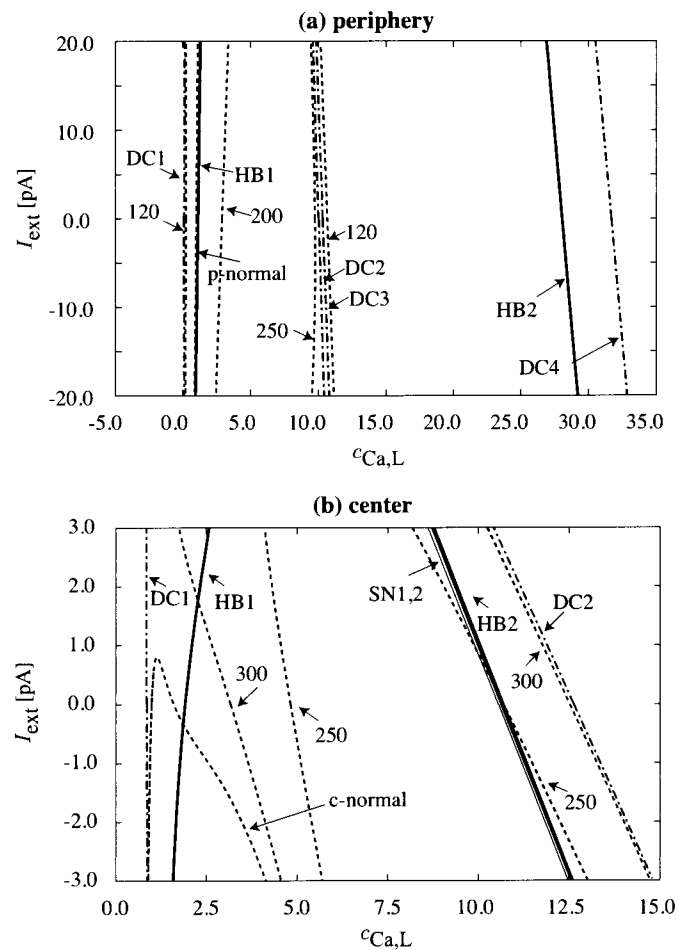 (a) periphery
20.0
10.0
0.0
-10.0
-20.0
I_ext [pA]
DC1
120
HB1
p-normal
200
250
120
DC2
DC3
HB2
DC4
-5.0 0.0 5.0 10.0 15.0 20.0 25.0 30.0 35.0
c_Ca,L
(b) center
3.0
2.0
1.0
0.0
-1.0
-2.0
-3.0
I_ext [pA]
DC1
HB1
300
250
c-normal
SN1,2
HB2
DC2
300
250
0.0 2.5 5.0 7.5 10.0 12.5 15.0
c_Ca,L